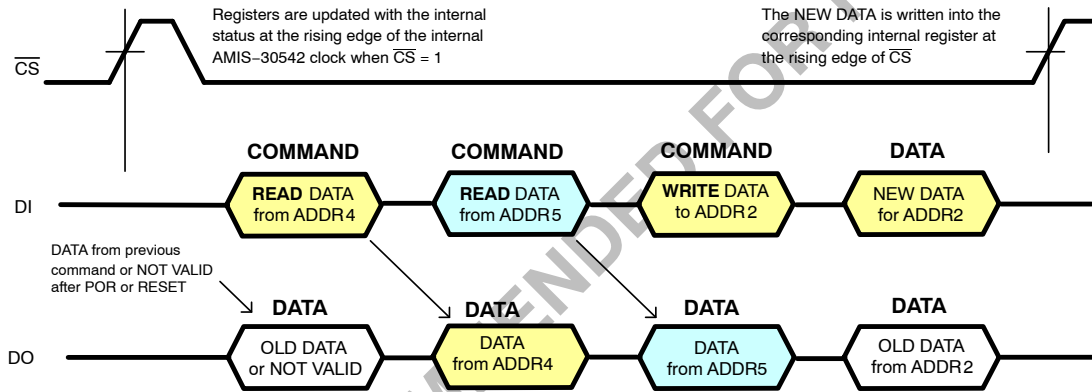 Registers are updated with the internal
status at the rising edge of the internal
AMIS−30542 clock when CS = 1
The NEW DATA is written into the
corresponding internal register at
the rising edge of CS
CS
COMMAND
COMMAND
COMMAND
DATA
DI
READ DATA
from ADDR4
READ DATA
from ADDR5
WRITE DATA
to ADDR2
NEW DATA
for ADDR2
DATA from previous
command or NOT VALID
after POR or RESET
DATA
DATA
DATA
DATA
DO
OLD DATA
or NOT VALID
DATA
from ADDR4
DATA
from ADDR5
OLD DATA
from ADDR2